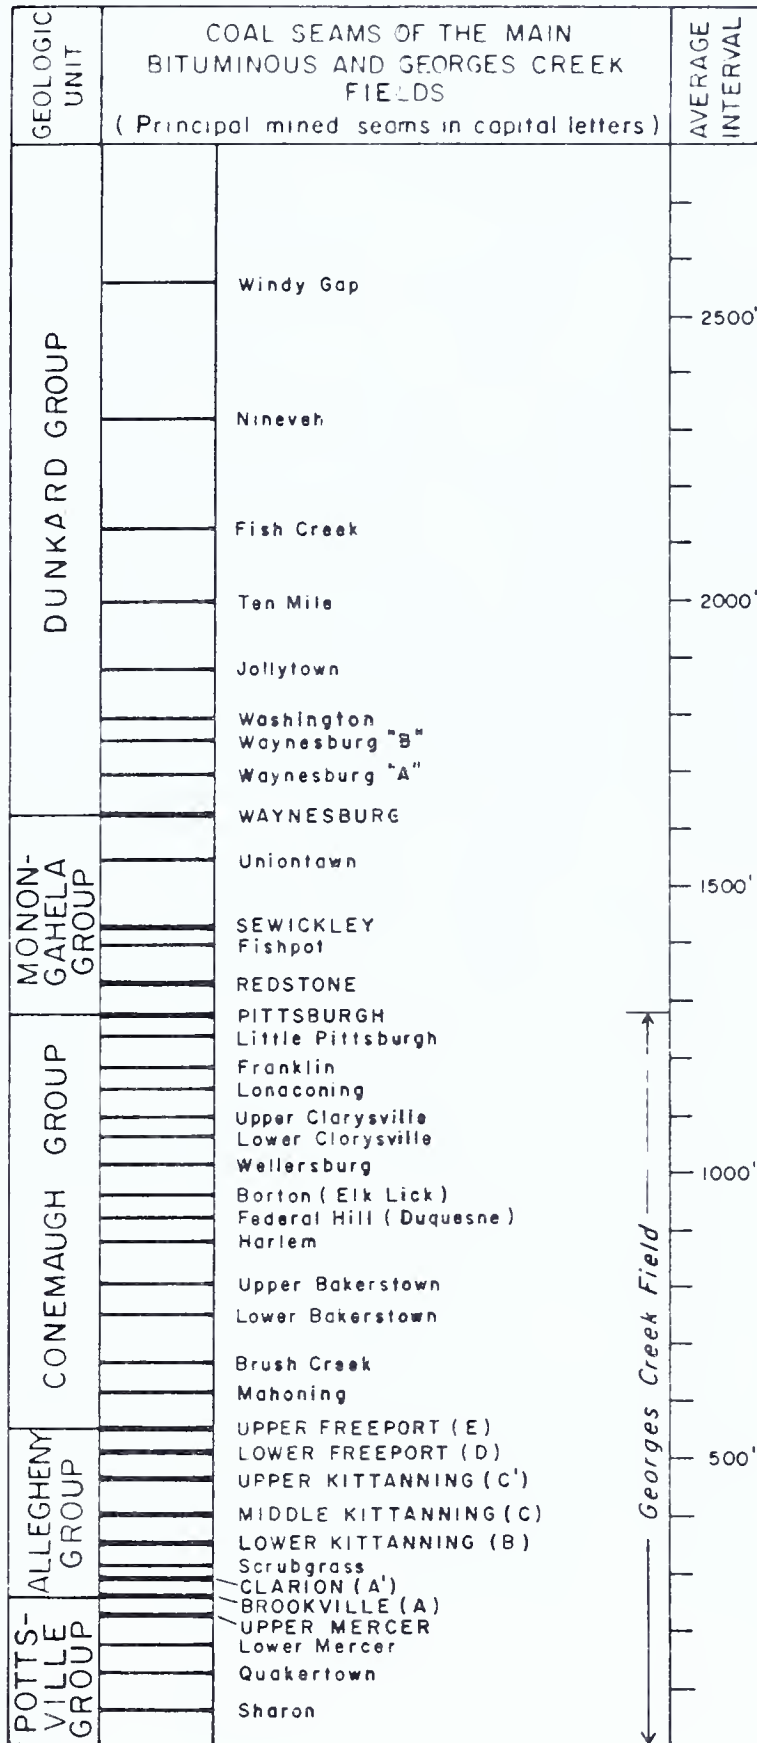 GEOLOGIC
UNIT
COAL SEAMS OF THE MAIN
BITUMINOUS AND GEORGES CREEK
FIELDS
(Principal mined seams in capital letters)
AVERAGE
INTERVAL
DUNKARD GROUP
Windy Gap
2500'
Nineveh
Fish Creek
Ten Mile
2000'
Jollytown
Washington
Waynesburg "B"
Waynesburg "A"
WAYNESBURG
MONON-
GAHELA
GROUP
Uniontown
1500'
SEWICKLEY
Fishpot
REDSTONE
PITTSBURGH
CONEMAUGH GROUP
Little Pittsburgh
Franklin
Lonaconing
Upper Clarysville
Lower Clorysville
Wellersburg
1000'
Borton (Elk Lick)
Federal Hill (Duquesne)
Harlem
Upper Bakerstown
Lower Bakerstown
Brush Creek
Mahoning
Georges Creek Field
UPPER FREEPORT (E)
ALLEGHENY
GROUP
LOWER FREEPORT (D)
500'
UPPER KITTANNING (C')
MIDDLE KITTANNING (C)
LOWER KITTANNING (B)
Scrubgrass
CLARION (A')
BROOKVILLE (A)
POTTS-
VILLE
GROUP
UPPER MERCER
Lower Mercer
Quakertown
Sharon